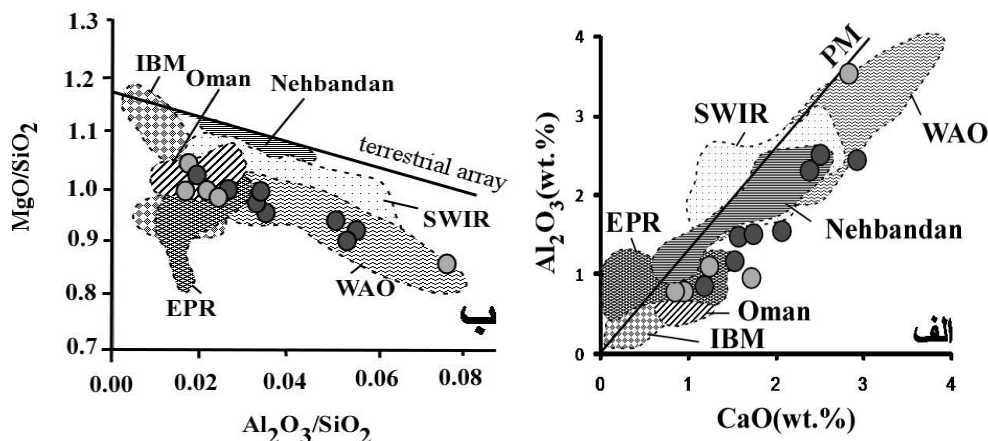 MgO/SiO₂
1.3
1.2
1.13
1.0
0.9
0.8
0.7
IBM
Oman
Nehbandan
terrestrial array
SWIR
WAO
EPR
ب
0.00
0.02
0.04
0.06
0.08
Al₂O₃/SiO₂
Al₂O₃(wt.%)
4
3
2
1
0
PM
SWIR
WAO
EPR
Nehbandan
Oman
IBM
الف
0
1
2
3
4
CaO(wt.%)